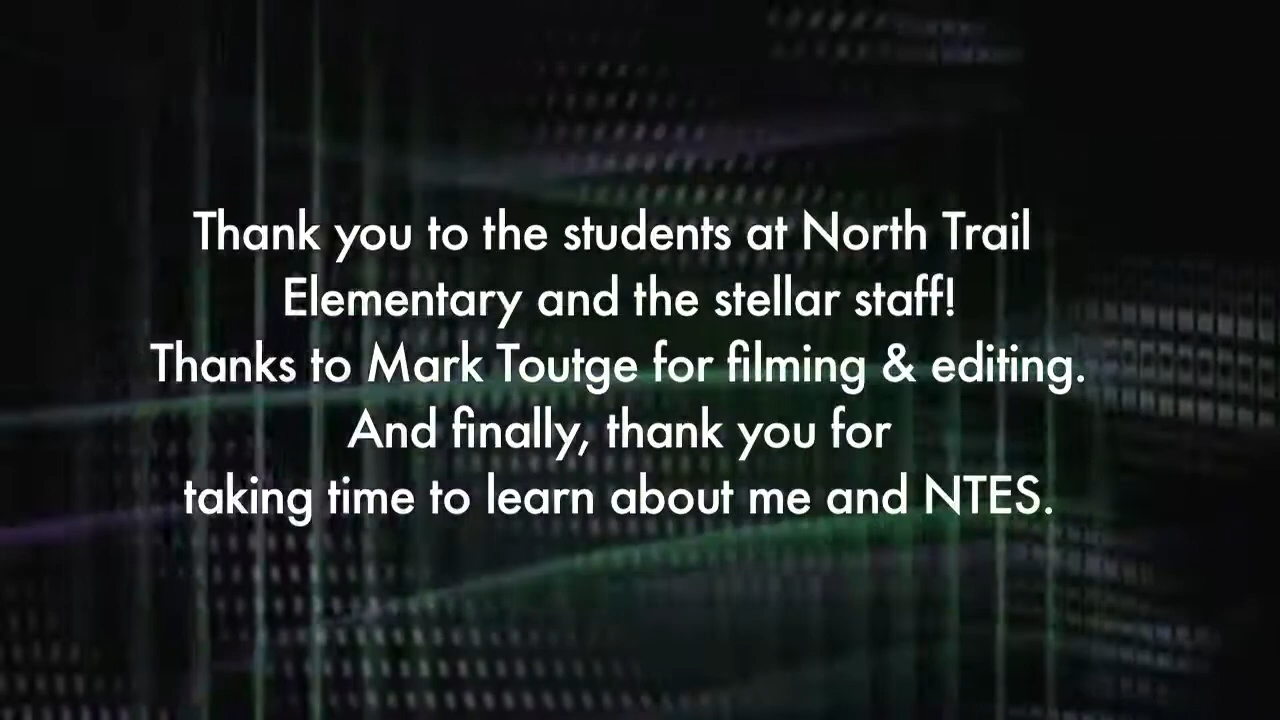 Thank you to the students at North Trail
Elementary and the stellar staff!
Thanks to Mark Toutge for filming & editing.
And finally, thank you for
taking time to learn about me and NTES.